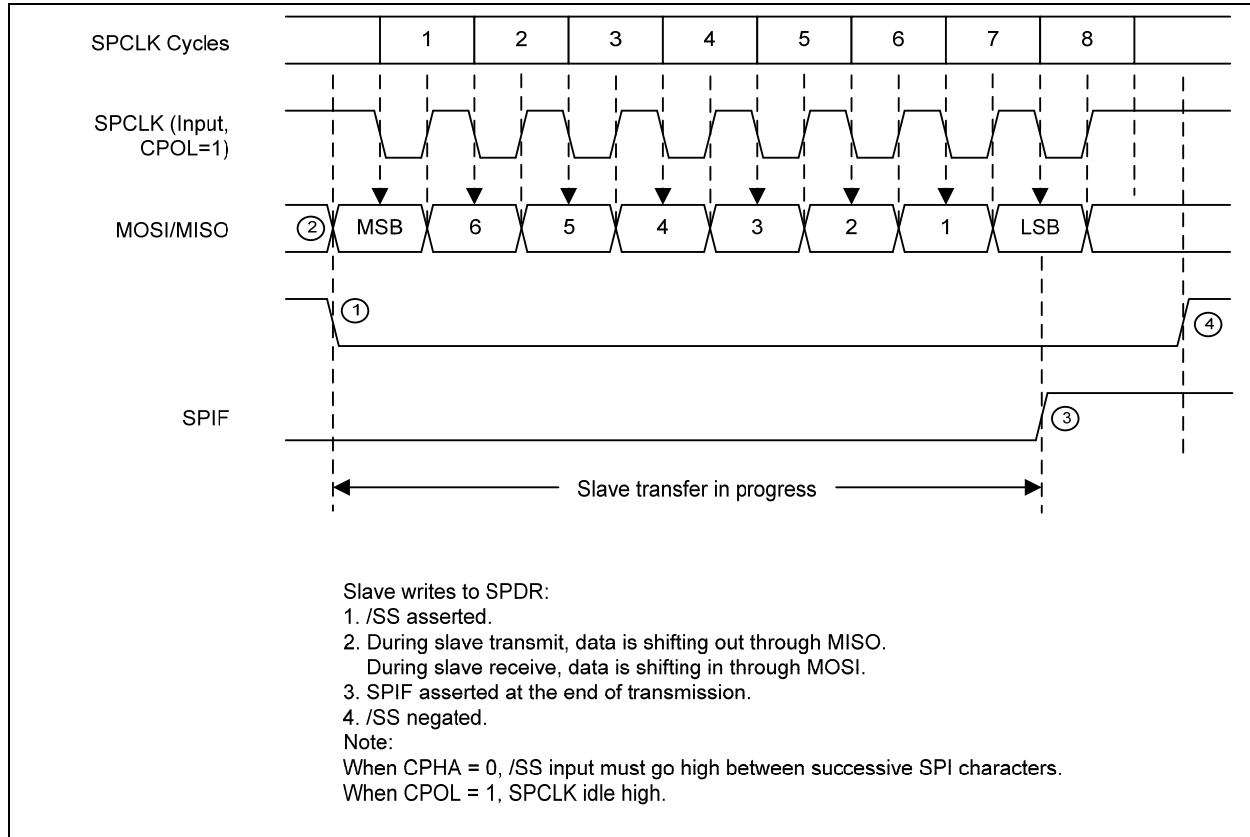 SPCLK Cycles 1 2 3 4 5 6 7 8
SPCLK (Input,
CPOL=1)
MOSI/MISO 2 MSB 6 5 4 3 2 1 LSB
1
4
SPIF 3
Slave transfer in progress
Slave writes to SPDR:
1. /SS asserted.
2. During slave transmit, data is shifting out through MISO.
During slave receive, data is shifting in through MOSI.
3. SPIF asserted at the end of transmission.
4. /SS negated.
Note:
When CPHA = 0, /SS input must go high between successive SPI characters.
When CPOL = 1, SPCLK idle high.